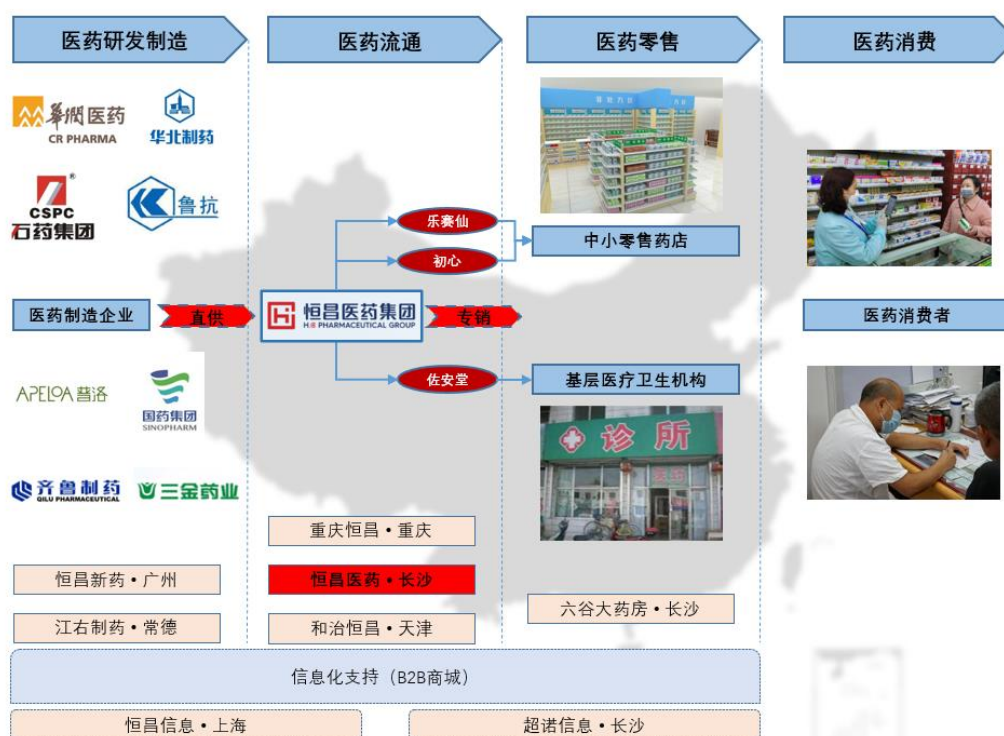 医药研发制造
医药流通
医药零售
医药消费
華潤医药
CR PHARMA
华北制药
CSPC
石药集团
鲁抗
医药制造企业
直供
恒昌医药集团
H.E PHARMACEUTICAL GROUP
专销
乐赛仙
初心
佐安堂
中小零售药店
基层医疗卫生机构
医药消费者
APELOA 普洛
国药集团
SINOPHARM
齐鲁制药
QILU PHARMACEUTICAL
三金药业
诊所
重庆恒昌•重庆
恒昌新药•广州
恒昌医药•长沙
江右制药•常德
和治恒昌•天津
六谷大药房•长沙
信息化支持（B2B商城）
恒昌信息•上海
超诺信息•长沙